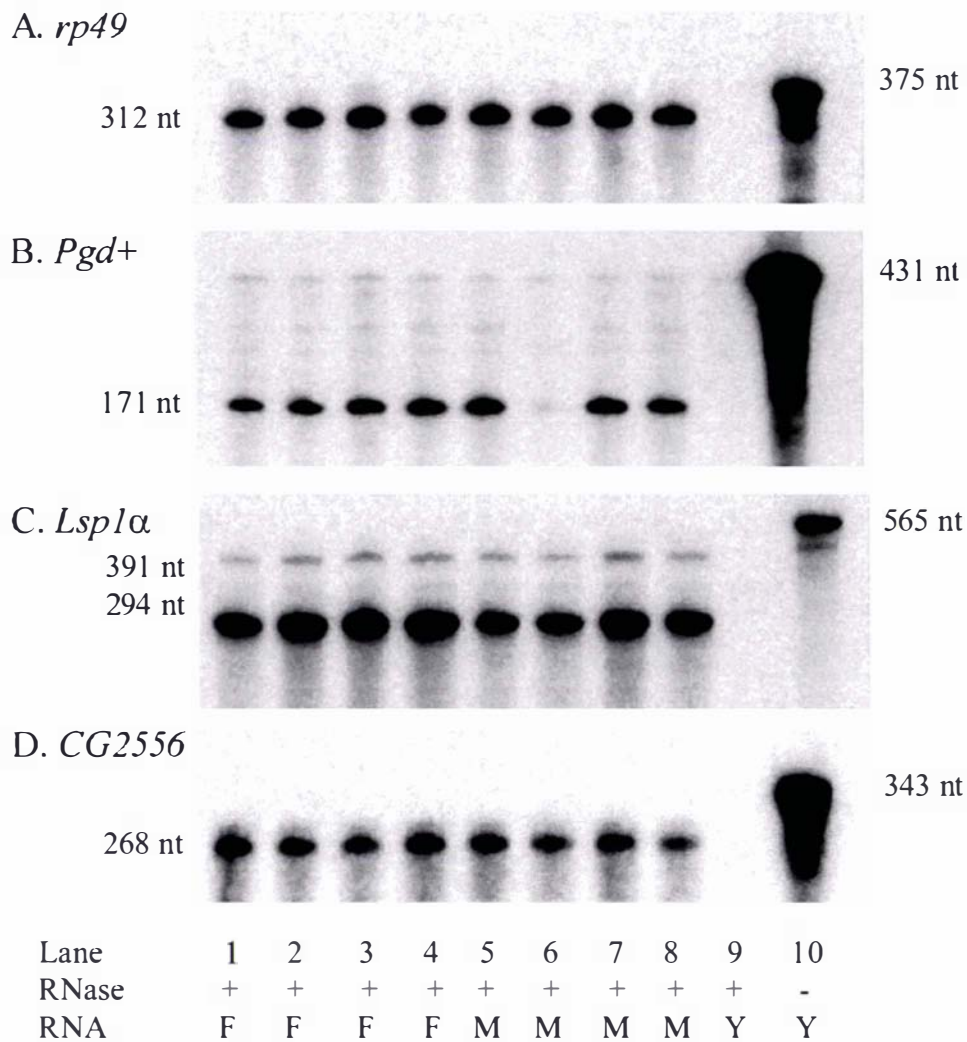 A. rp49
375 nt
312 nt
B. Pgd+
431 nt
171 nt
C. Lsp1α
565 nt
391 nt
294 nt
D. CG2556
343 nt
268 nt
Lane 1 2 3 4 5 6 7 8 9 10
RNase + + + + + + + + + -
RNA F F F F M M M M Y Y